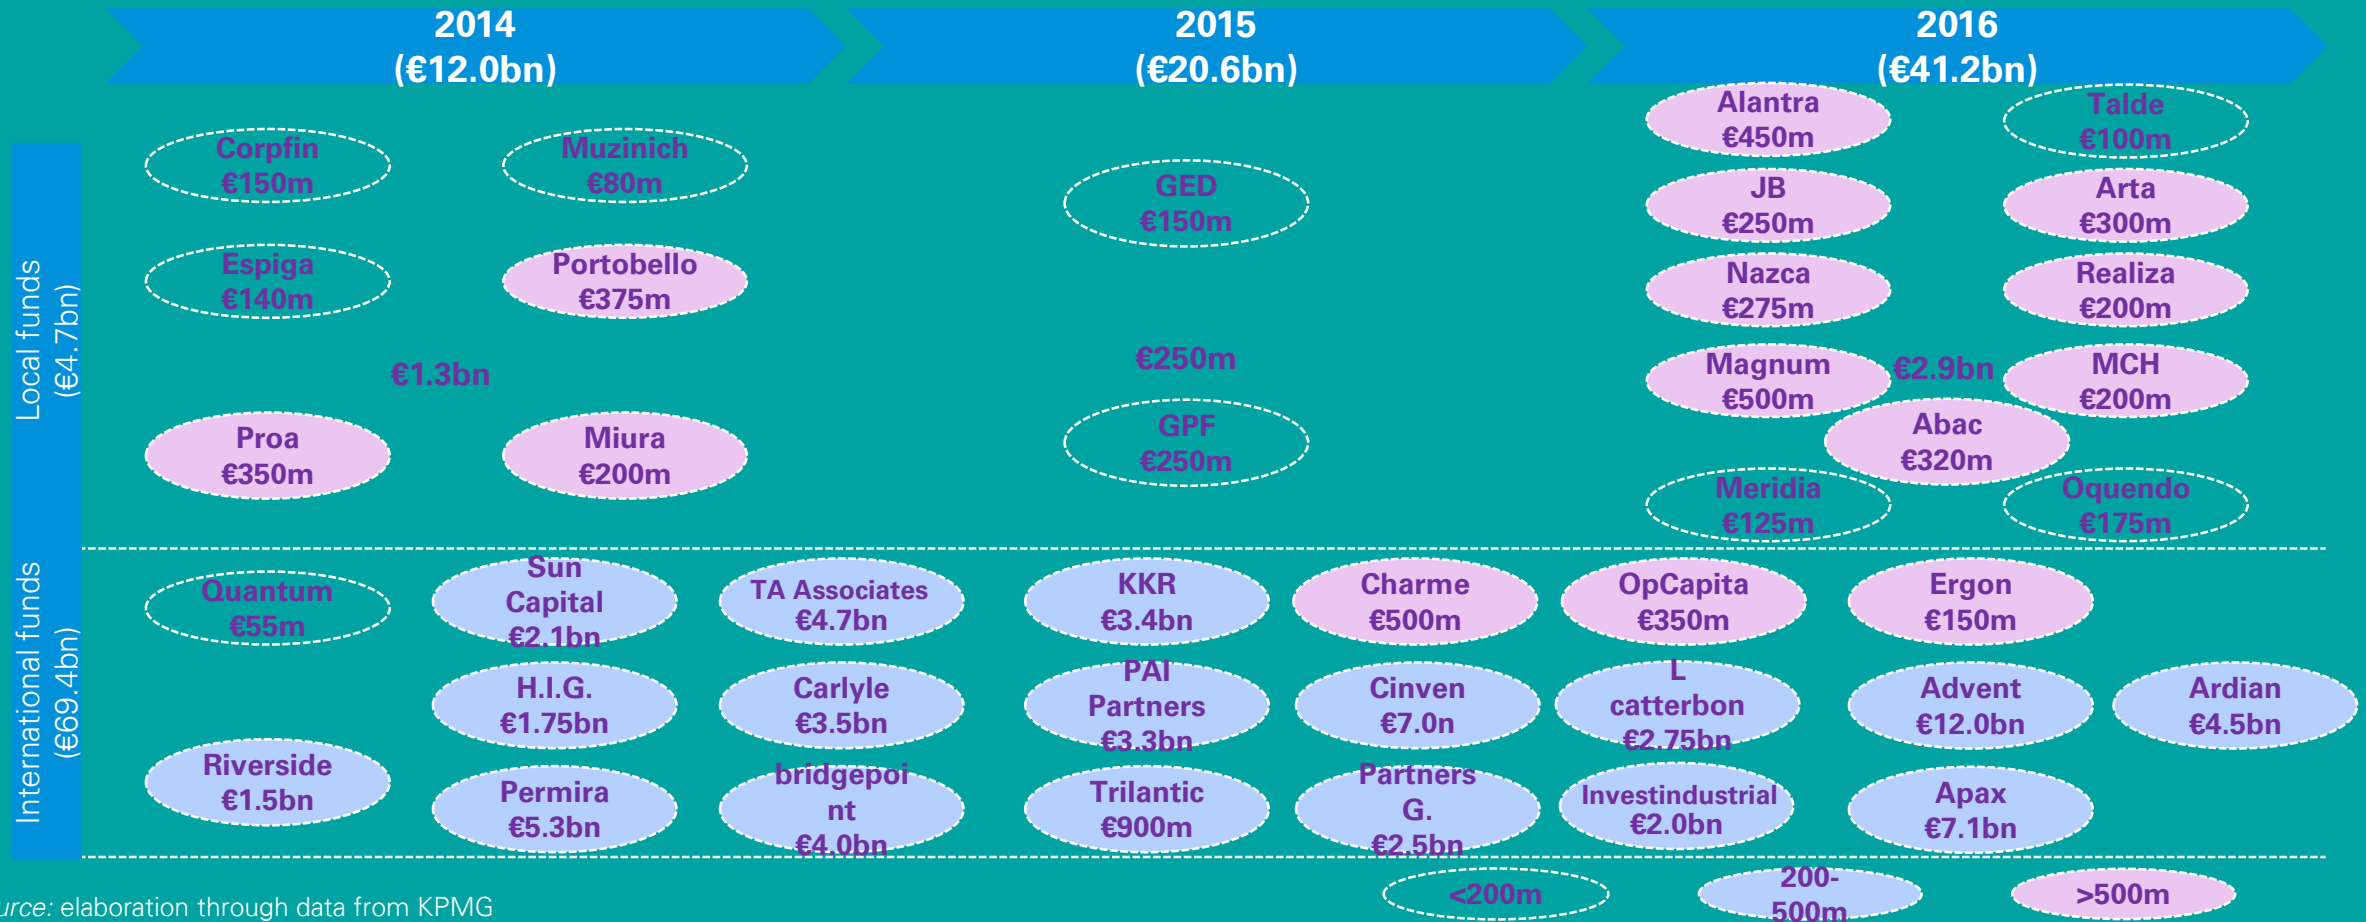 2014
(€12.0bn)
2015
(€20.6bn)
2016
(€41.2bn)
Local funds
(€4.7bn)
Corpfin
€150m
Muzinich
€80m
Espiga
€140m
Portobello
€375m
€1.3bn
Proa
€350m
Miura
€200m
GED
€150m
€250m
GPF
€250m
Alantra
€450m
Talde
€100m
JB
€250m
Arta
€300m
Nazca
€275m
Realiza
€200m
Magnum
€500m
€2.9bn
MCH
€200m
Abac
€320m
Meridia
€125m
Oquendo
€175m
International funds
(€69.4bn)
Quantum
€55m
Sun
Capital
€2.1bn
TA Associates
€4.7bn
KKR
€3.4bn
Charme
€500m
OpCapita
€350m
Ergon
€150m
H.I.G.
€1.75bn
Carlyle
€3.5bn
PAI
Partners
€3.3bn
Cinven
€7.0n
L
catterbon
€2.75bn
Advent
€12.0bn
Ardian
€4.5bn
Riverside
€1.5bn
Permira
€5.3bn
bridgepoi
nt
€4.0bn
Trilantic
€900m
Partners
G.
€2.5bn
Investindustrial
€2.0bn
Apax
€7.1bn
<200m
200-
500m
>500m
urce: elaboration through data from KPMG